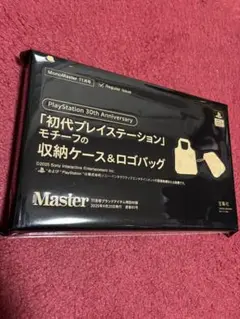 MonoMaster 11月号
Regular issue
PlayStation 30th Anniversary
「初代プレイステーション」
モチーフの
収納ケース&ロゴバッグ
©2025 Sony Interactive Entertainment Inc.
Master
宝島社